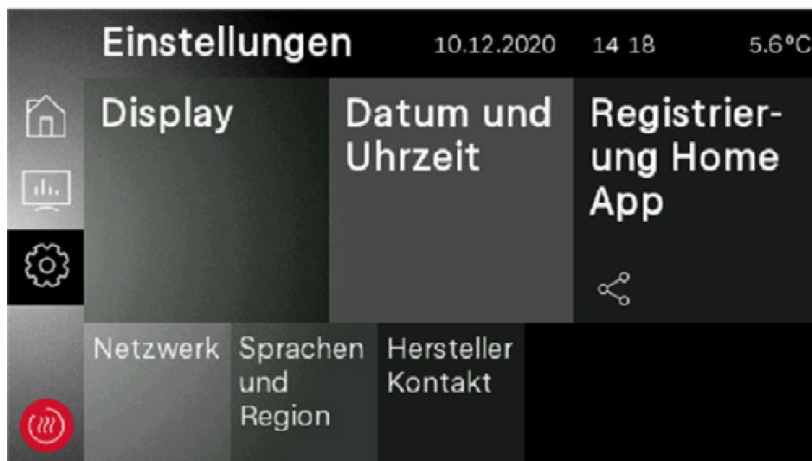 Einstellungen 10.12.2020 14 18 5.6°C
Display
Datum und
Uhrzeit
Registrier-
ung Home
App
Netzwerk
Sprachen
und
Region
Hersteller
Kontakt